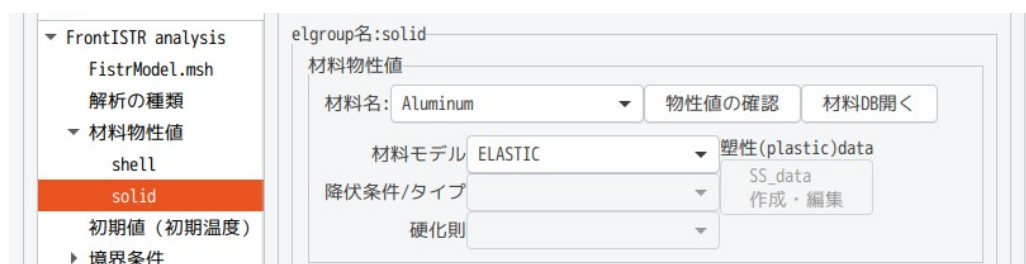 FrontISTR analysis
FistrModel.msh
解析の種類
材料物性値
shell
solid
初期値（初期温度）
境界条件
elgroup名:solid
材料物性値
材料名: Aluminum 物性値の確認 材料DB開く
材料モデル ELASTIC 塑性(plastic)data
降伏条件/タイプ SS_data
作成・編集
硬化則